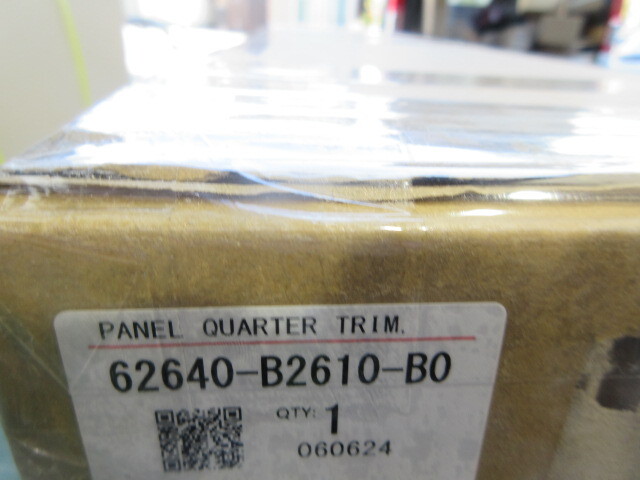 PANEL QUARTER TRIM.
62640-B2610-B0
QTY: 1
060624